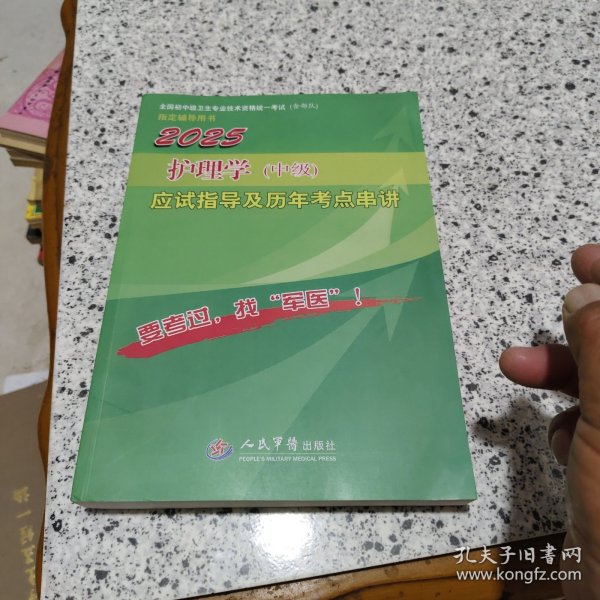 全国初中级卫生专业技术资格统一考试(含部队)
指定辅导用书
2025
护理学(中级)
应试指导及历年考点串讲
要考过,找“军医”!
人民军医出版社
PEOPLE'S MILITARY MEDICAL PRESS
孔夫子旧书网
www.kongfz.com